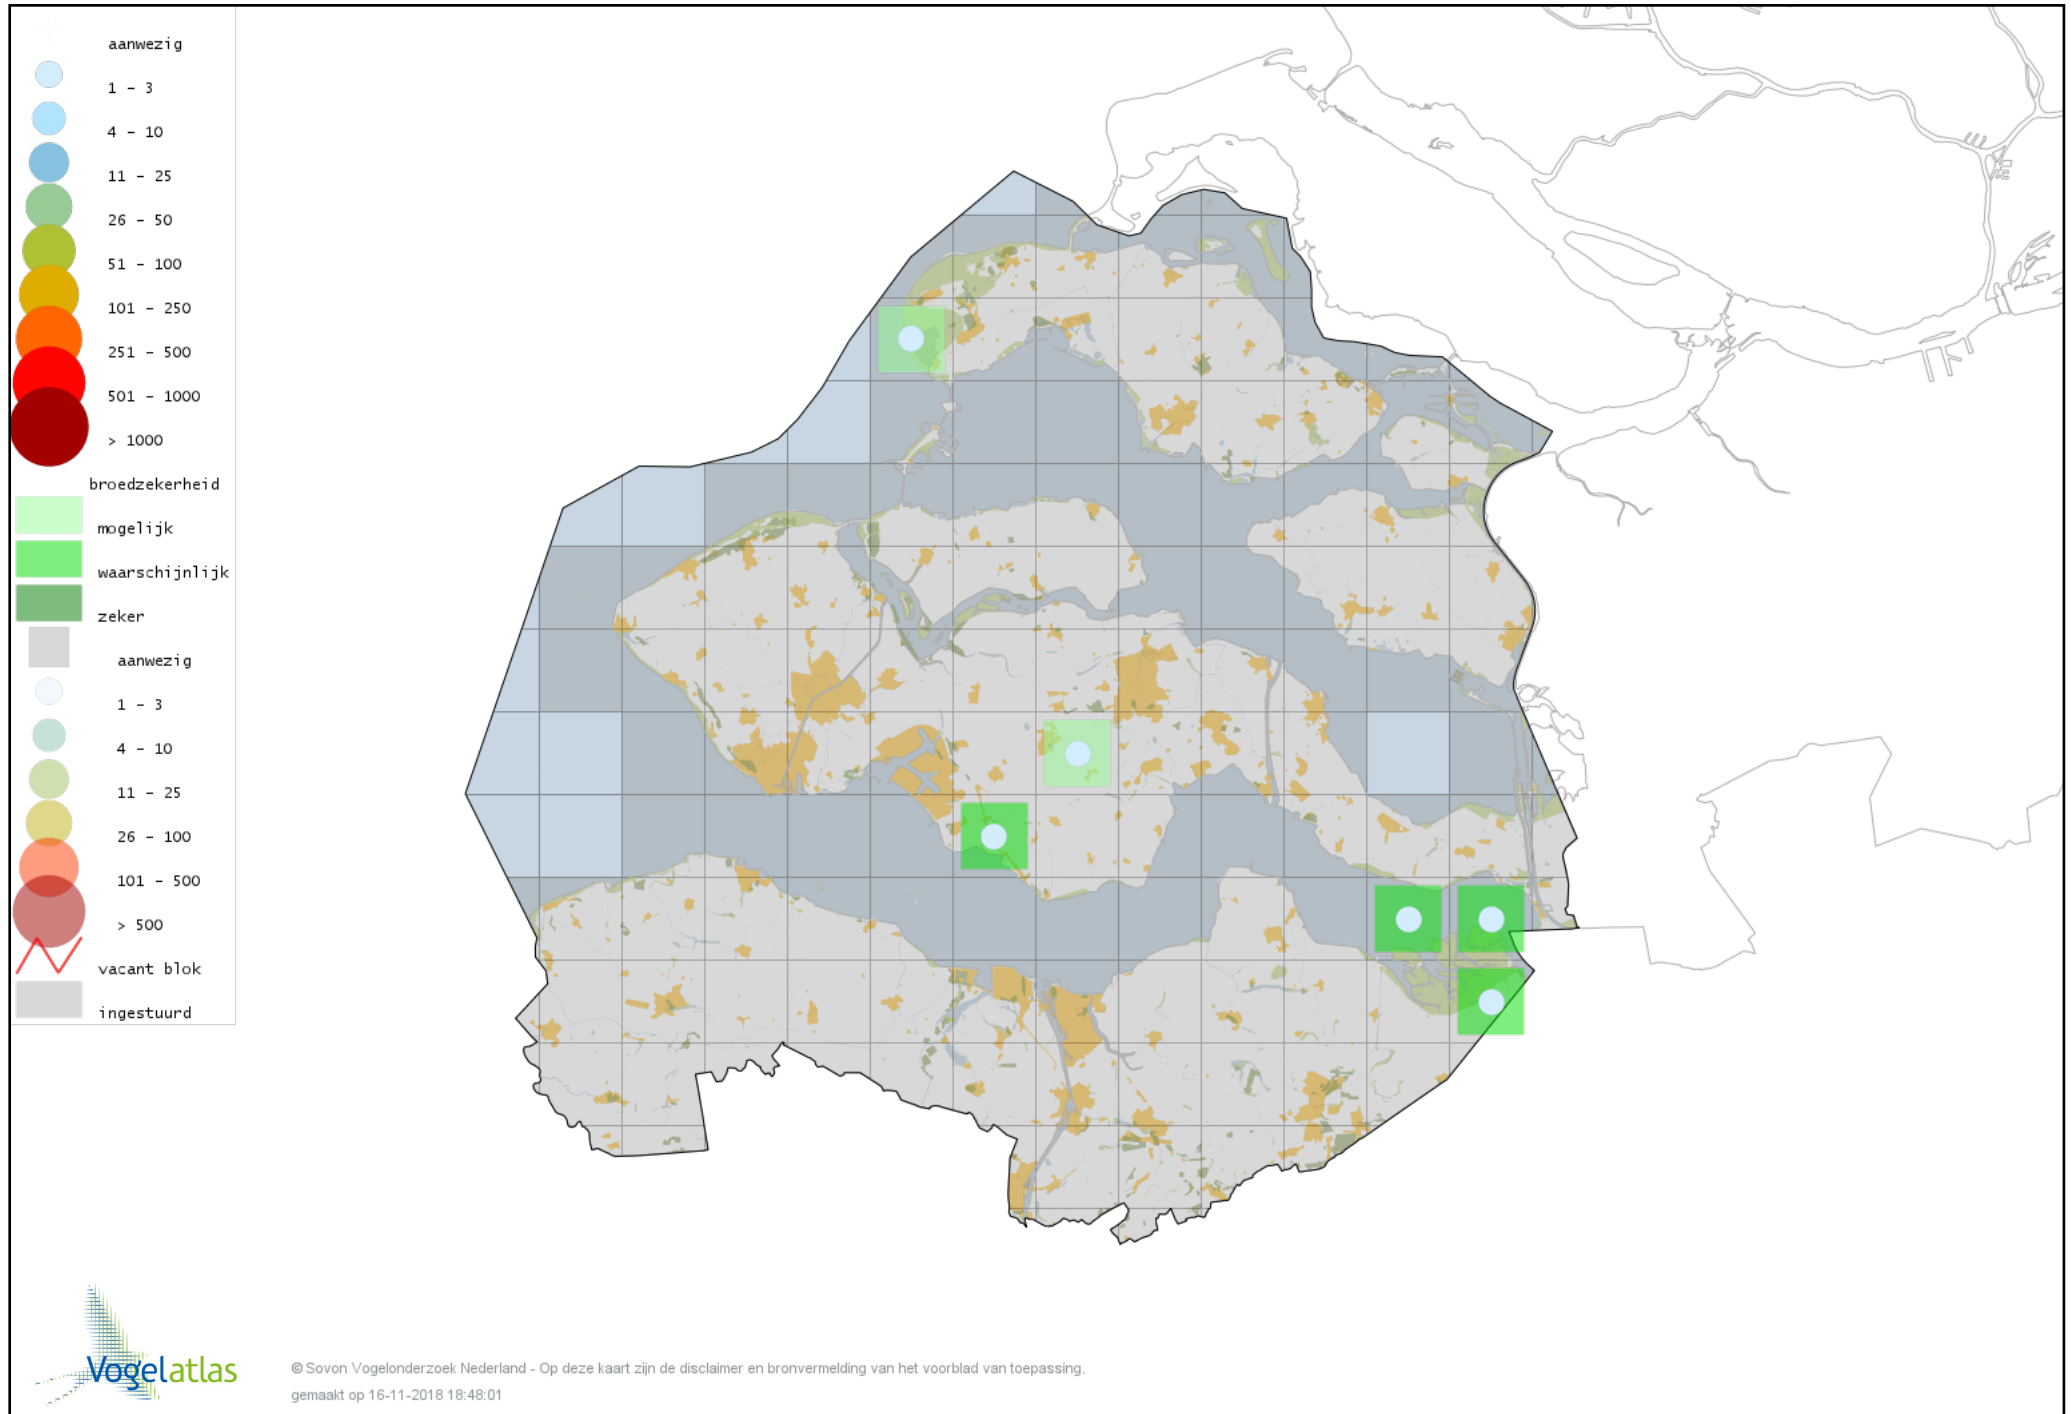 aanwezig
1 - 3
4 - 10
11 - 25
26 - 50
51 - 100
101 - 250
251 - 500
501 - 1000
> 1000
broedzekerheid
mogelijk
waarschijnlijk
zeker
aanwezig
1 - 3
4 - 10
11 - 25
26 - 100
101 - 500
> 500
vacant blok
ingestuurd
Vogelatlas
© Sovon Vogelonderzoek Nederland - Op deze kaart zijn de disclaimer en bronvermelding van het voorblad van toepassing.
gemaakt op 16-11-2018 18:48:01